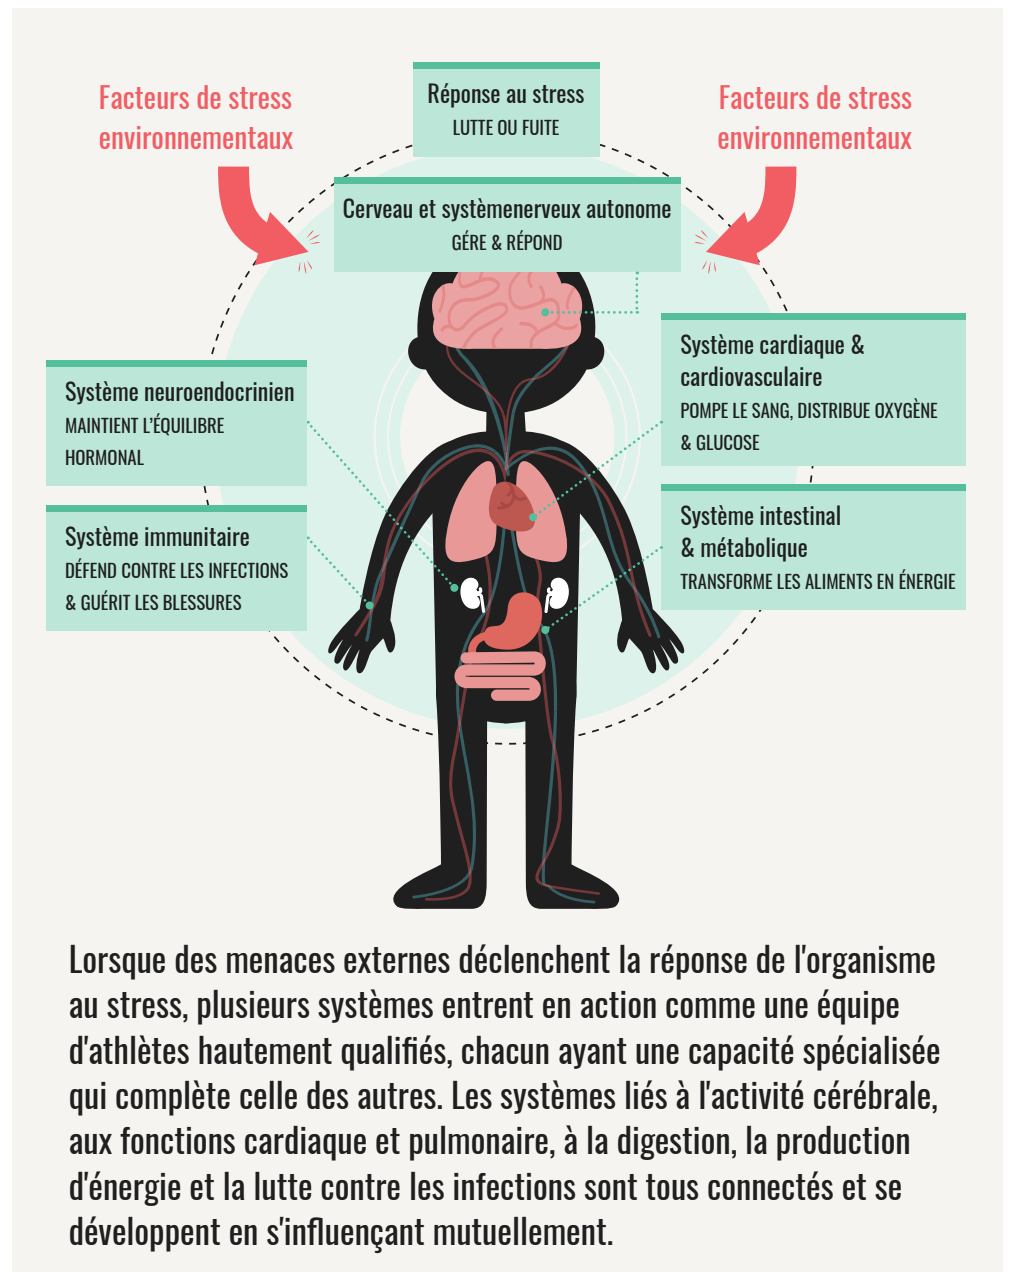 Facteurs de stress
environnementaux
Réponse au stress
LUTTE OU FUITE
Facteurs de stress
environnementaux
Cerveau et systèmenerveux autonome
GÉRE & RÉPOND
Système neuroendocrinien
MAINTIENT L'ÉQUILIBRE
HORMONAL
Système immunitaire
DÉFEND CONTRE LES INFECTIONS
& GUÉRIT LES BLESSURES
Système cardiaque &
cardiovasculaire
POMPE LE SANG, DISTRIBUE OXYGÈNE
& GLUCOSE
Système intestinal
& métabolique
TRANSFORME LES ALIMENTS EN ÉNERGIE
Lorsque des menaces externes déclenchent la réponse de l'organisme
au stress, plusieurs systèmes entrent en action comme une équipe
d'athlètes hautement qualifiés, chacun ayant une capacité spécialisée
qui complète celle des autres. Les systèmes liés à l'activité cérébrale,
aux fonctions cardiaque et pulmonaire, à la digestion, la production
d'énergie et la lutte contre les infections sont tous connectés et se
développent en s'influençant mutuellement.